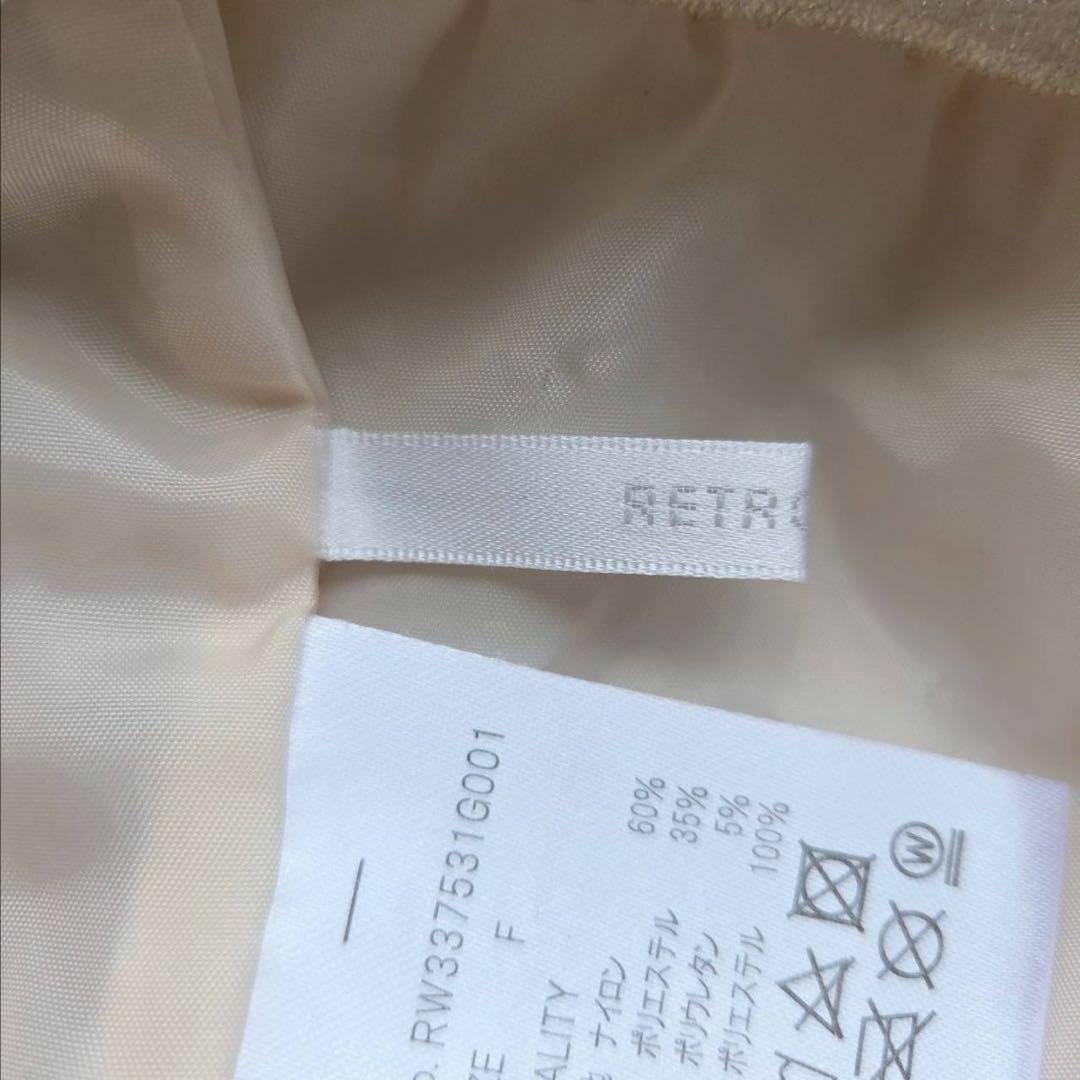 RETRO
RW337531G001
F
ALITY
ナイロン 60%
ポリエステル 35%
ポリウレタン 5%
ポリエステル 100%
W